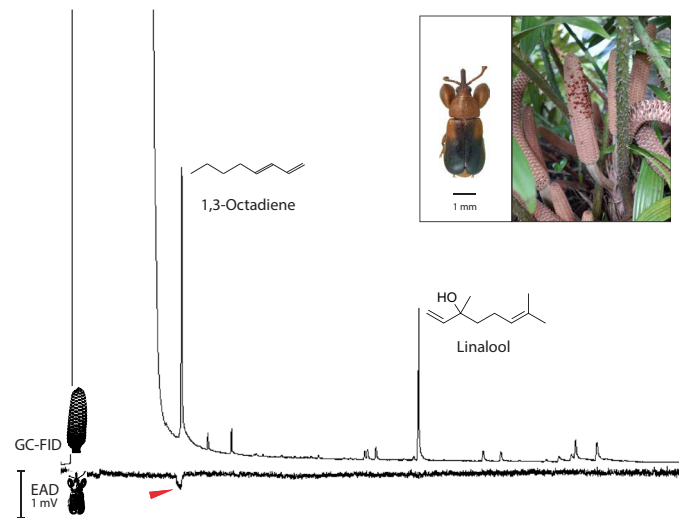 1 mm
1,3-Octadiene
HO
Linalool
GC-FID
EAD
1 mV